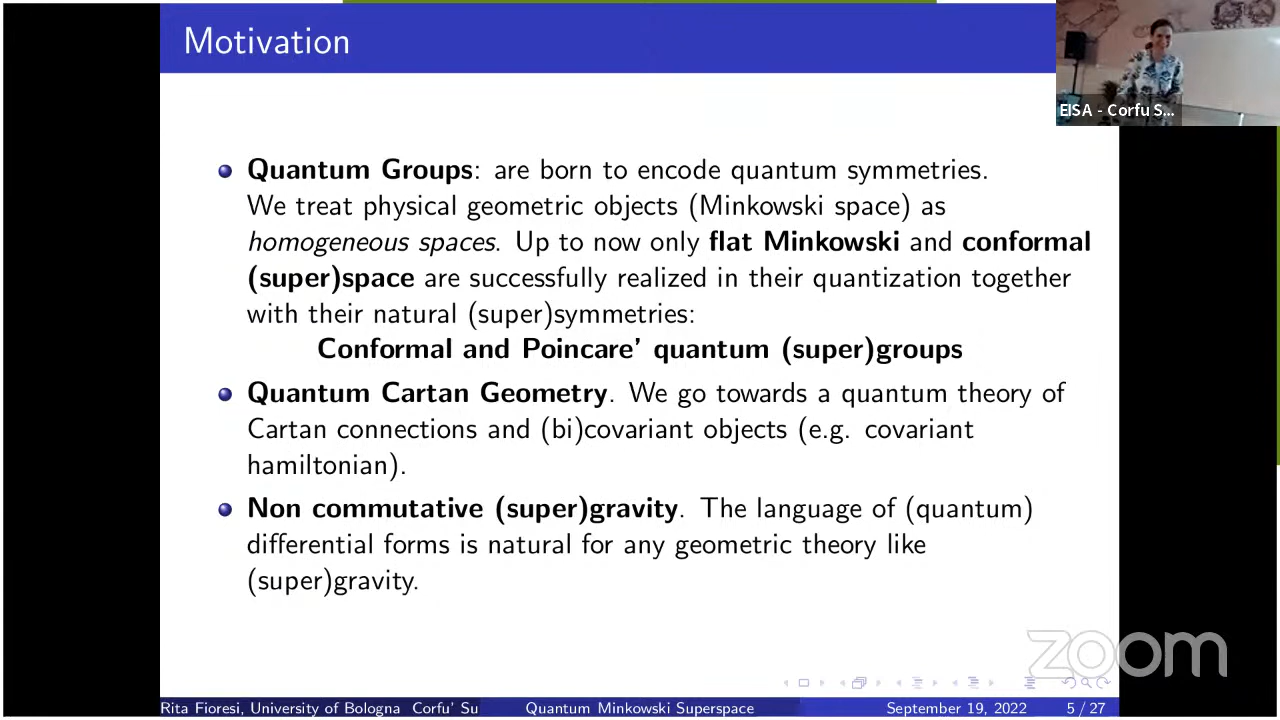 Motivation
EISA - Corfu S...
Quantum Groups: are born to encode quantum symmetries.
We treat physical geometric objects (Minkowski space) as
homogeneous spaces. Up to now only flat Minkowski and conformal
(super)space are successfully realized in their quantization together
with their natural (super)symmetries:
Conformal and Poincare' quantum (super)groups
Quantum Cartan Geometry. We go towards a quantum theory of
Cartan connections and (bi)covariant objects (e.g. covariant
hamiltonian).
Non commutative (super)gravity. The language of (quantum)
differential forms is natural for any geometric theory like
(super)gravity.
zoom
Rita Fioresi, University of Bologna Corfu' Su Quantum Minkowski Superspace September 19, 2022 5 / 27